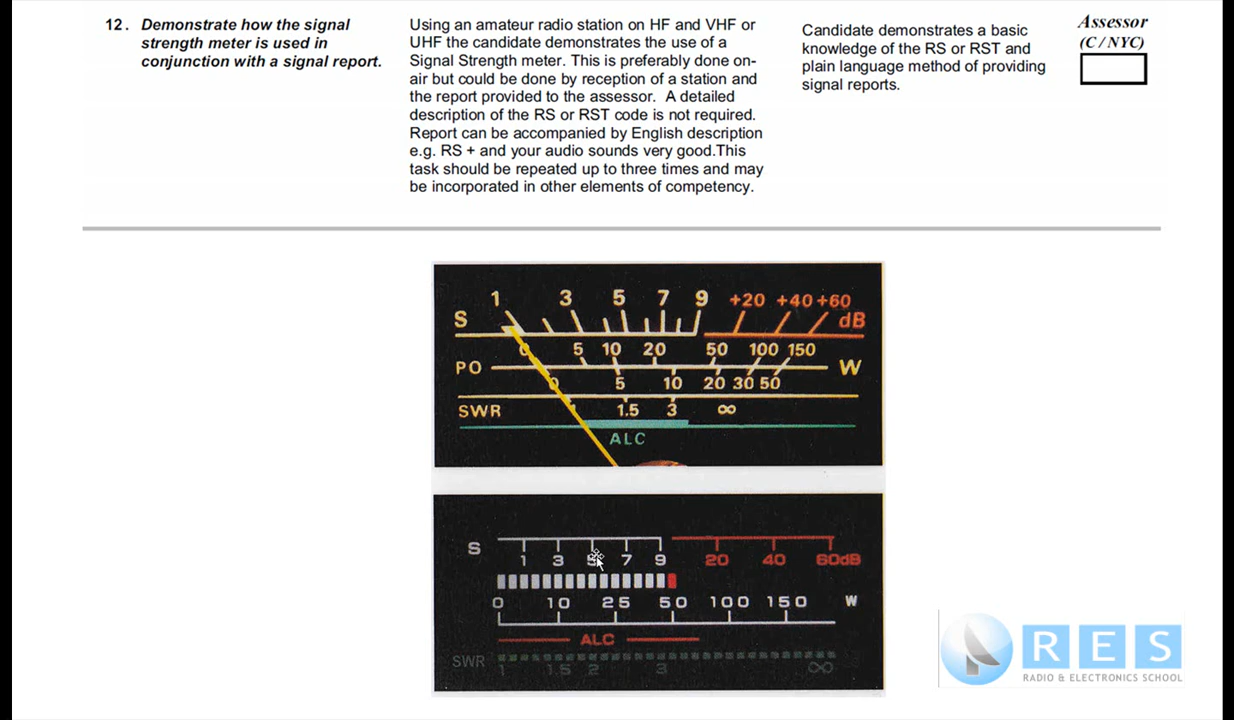 12. Demonstrate how the signal
strength meter is used in
conjunction with a signal report.
Using an amateur radio station on HF and VHF or
UHF the candidate demonstrates the use of a
Signal Strength meter. This is preferably done on-
air but could be done by reception of a station and
the report provided to the assessor. A detailed
description of the RS or RST code is not required.
Report can be accompanied by English description
e.g. RS + and your audio sounds very good.This
task should be repeated up to three times and may
be incorporated in other elements of competency.
Candidate demonstrates a basic
knowledge of the RS or RST and
plain language method of providing
signal reports.
Assessor
(C / NYC)
1 3 5 7 9 +20 +40 +60
S dB
0 5 10 20 50 100 150
PO W
0 5 10 20 30 50
SWR 1 1.5 3 ∞
ALC
S
1 3 5 7 9 20 40 60dB
0 10 25 50 100 150 W
ALC
SWR
1 1.5 2 3 ∞
RES
RADIO & ELECTRONICS SCHOOL